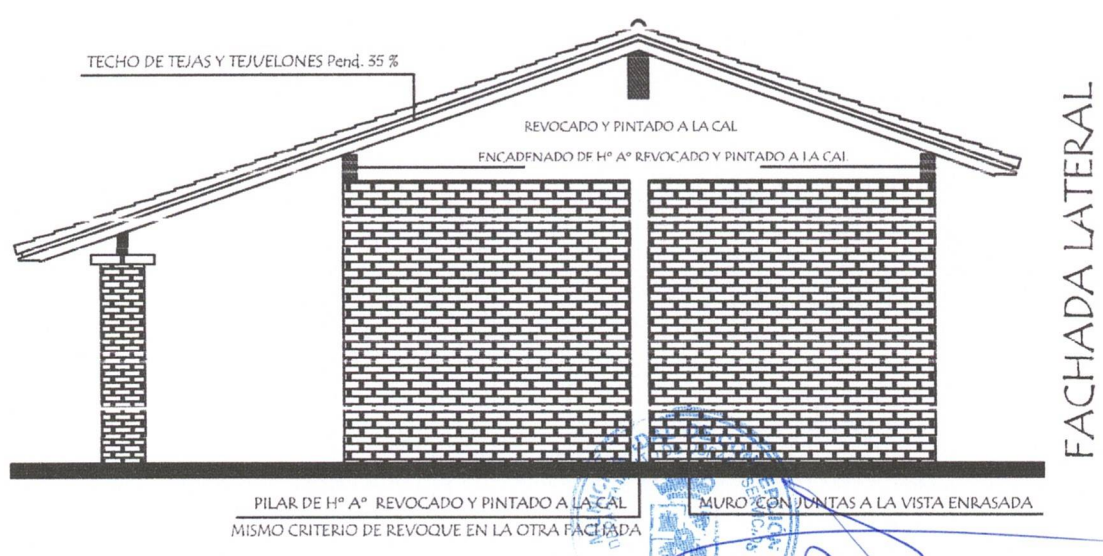 TECHO DE TEJAS Y TEJUELONES Pend. 35 %
REVOCADO Y PINTADO A LA CAL
ENCADENADO DE Hº Aº REVOCADO Y PINTADO A LA CAL
FACHADA LATERAL
PILAR DE Hº Aº REVOCADO Y PINTADO A LA CAL
MURO CON JUNTAS A LA VISTA ENRASADA
MISMO CRITERIO DE REVOQUE EN LA OTRA FACHADA